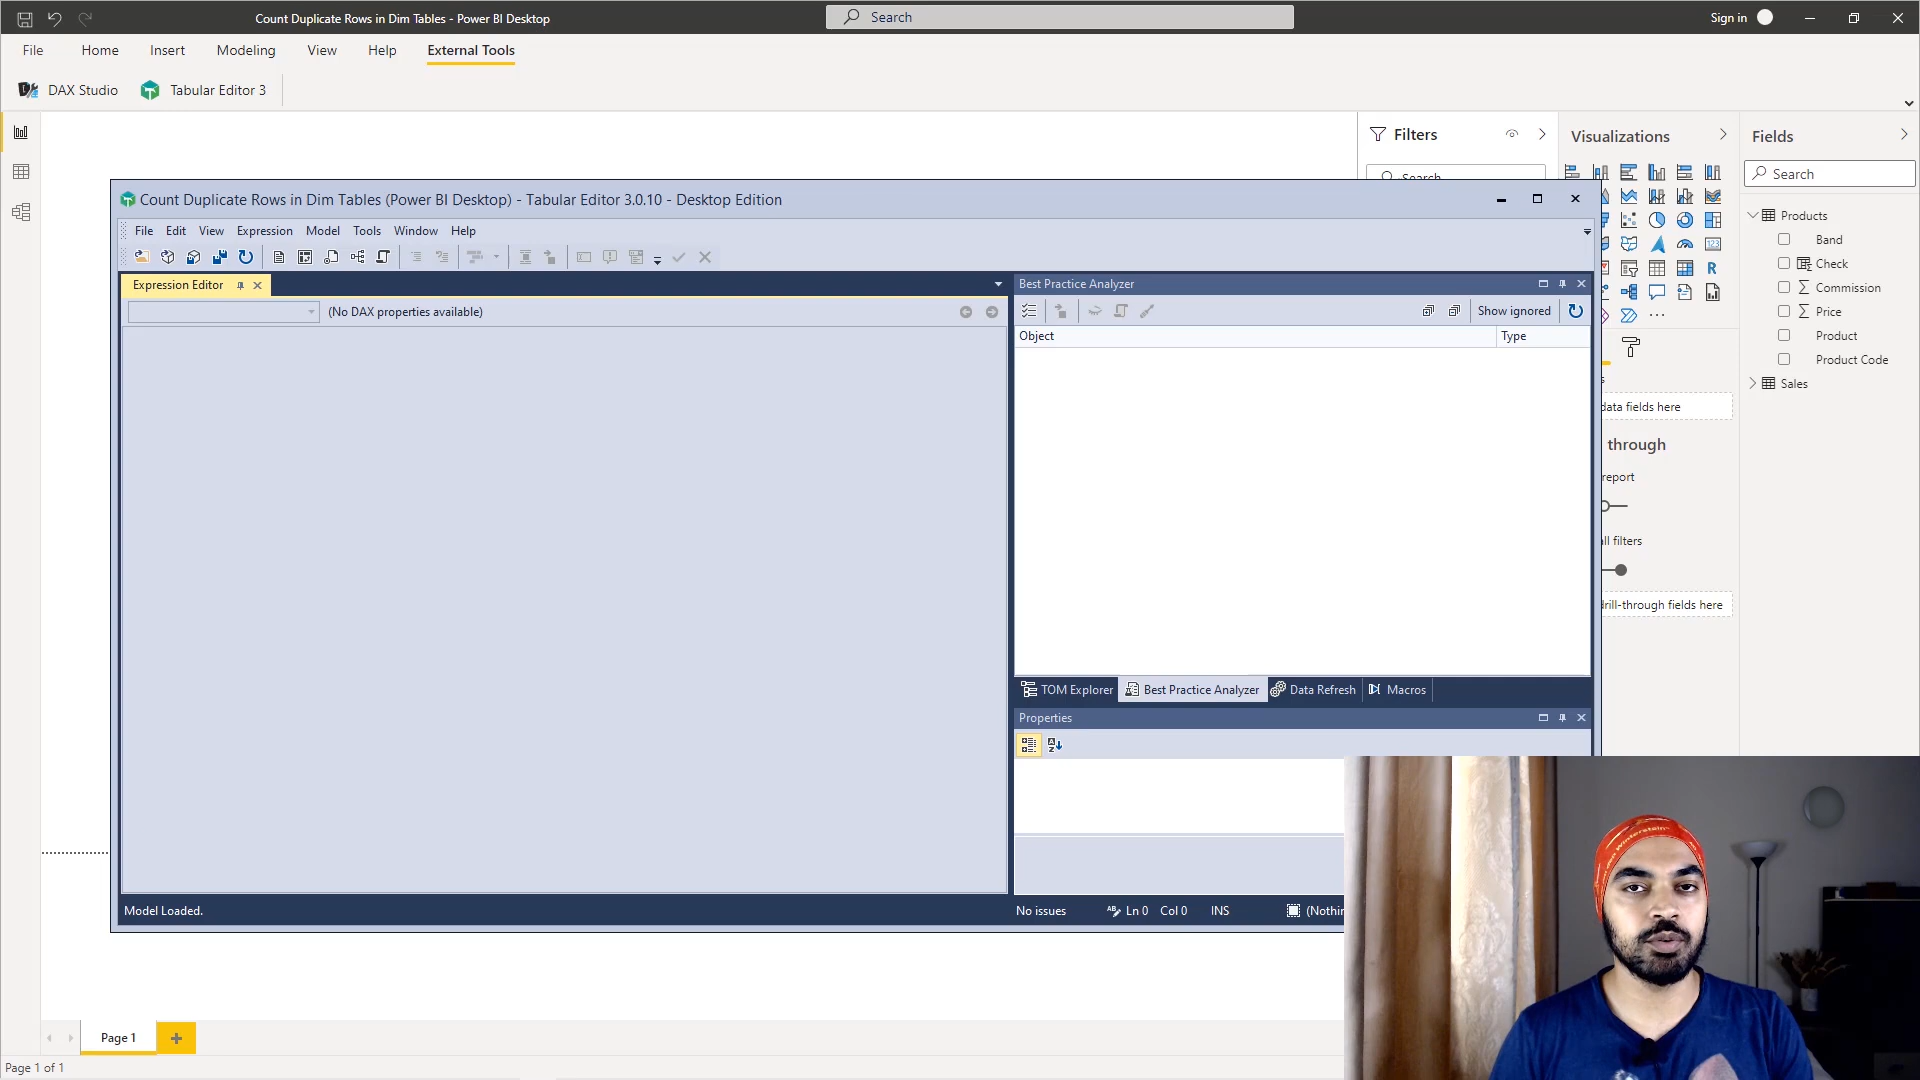 Count Duplicate Rows in Dim Tables - Power BI Desktop
Search
Sign in
File Home Insert Modeling View Help External Tools
DAX Studio Tabular Editor 3
Filters
Search
Visualizations
Fields
Search
Products
Band
Check
Commission
Price
Product
Product Code
Sales
data fields here
through
report
all filters
drill-through fields here
Count Duplicate Rows in Dim Tables (Power BI Desktop) - Tabular Editor 3.0.10 - Desktop Edition
File Edit View Expression Model Tools Window Help
Expression Editor
(No DAX properties available)
Best Practice Analyzer
Show ignored
Object Type
TOM Explorer Best Practice Analyzer Data Refresh Macros
Properties
Model Loaded.
No issues Ln 0 Col 0 INS (Nothin
Page 1
Page 1 of 1